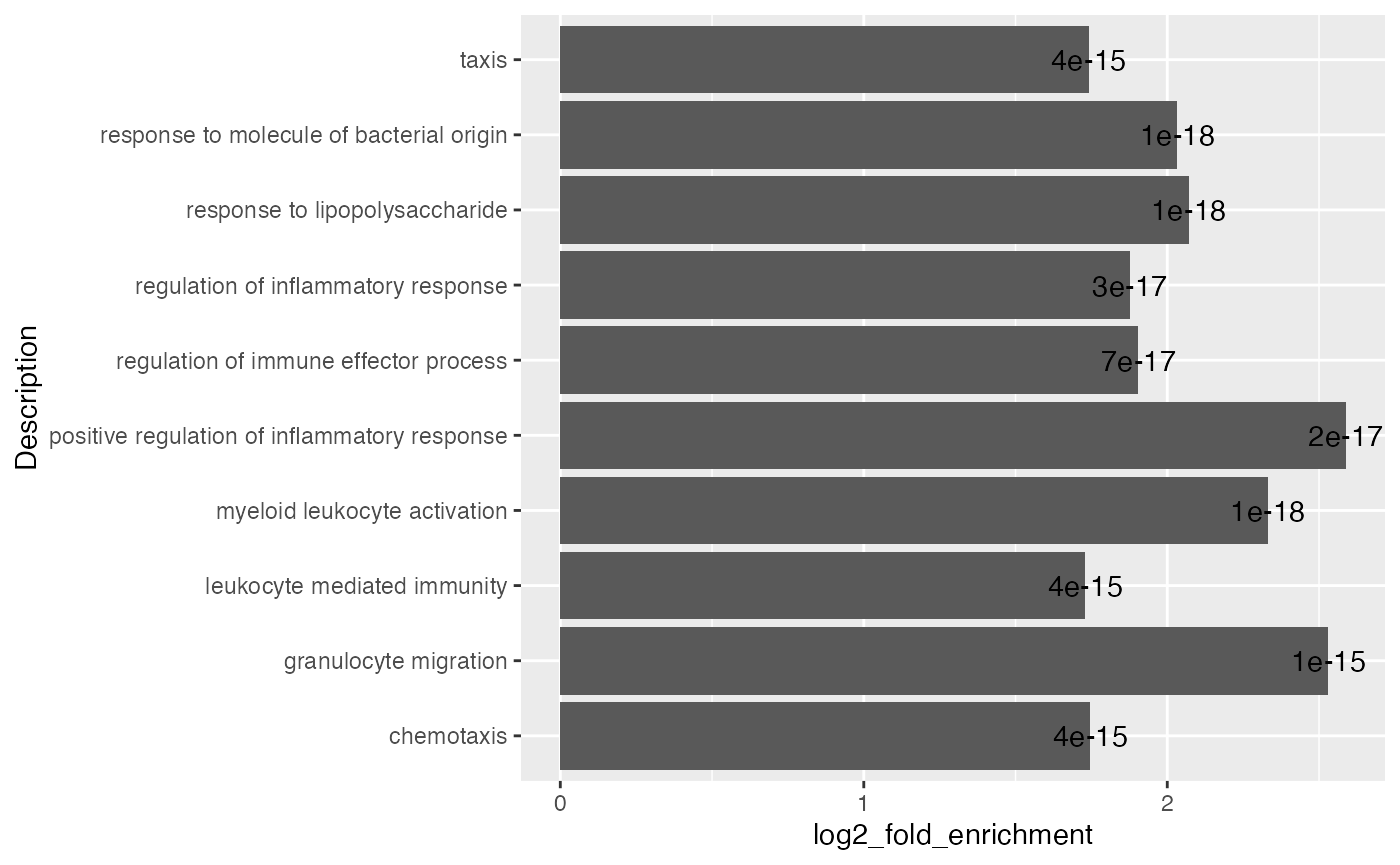 taxis
4e-15
response to molecule of bacterial origin
1e-18
response to lipopolysaccharide
1e-18
regulation of inflammatory response
3e-17
regulation of immune effector process
7e-17
Description
positive regulation of inflammatory response
2e-17
myeloid leukocyte activation
1e-18
leukocyte mediated immunity
4e-15
granulocyte migration
1e-15
chemotaxis
4e-15
0 1 2
log2_fold_enrichment